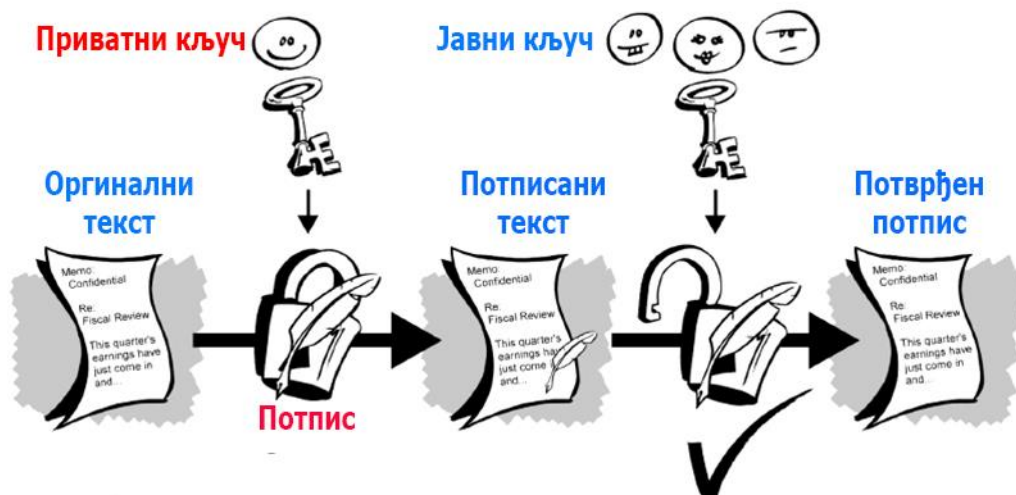 Приватни кључ
Јавни кључ
Оргинални
текст
Memo:
Confidential
Re:
Fiscal Review
This quarter's
earnings have
just come in
and...
Потпис
Потписани
текст
Memo:
Confidential
Re:
Fiscal Review
This quarter's
earnings have
just come in
and...
Потврђен
потпис
Memo:
Confidential
Re:
Fiscal Review
This quarter's
earnings have
just come in
and...